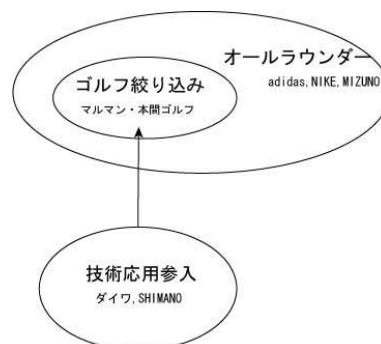 オールラウンダー
adidas,NIKE,MIZUNO
ゴルフ絞り込み
マルマン・本間ゴルフ
技術応用参入
ダイワ,SHIMANO